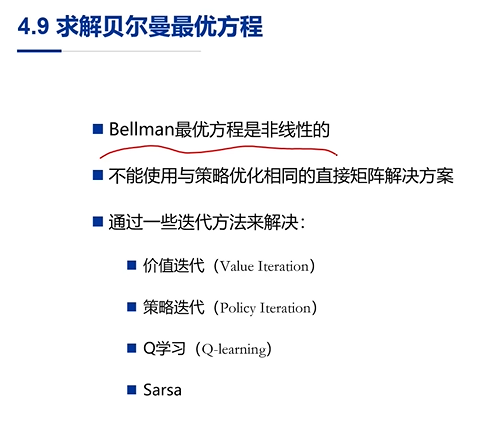 4.9 求解贝尔曼最优方程
Bellman最优方程是非线性的
不能使用与策略优化相同的直接矩阵解决方案
通过一些迭代方法来解决：
价值迭代（Value Iteration）
策略迭代（Policy Iteration）
Q学习（Q-learning）
Sarsa